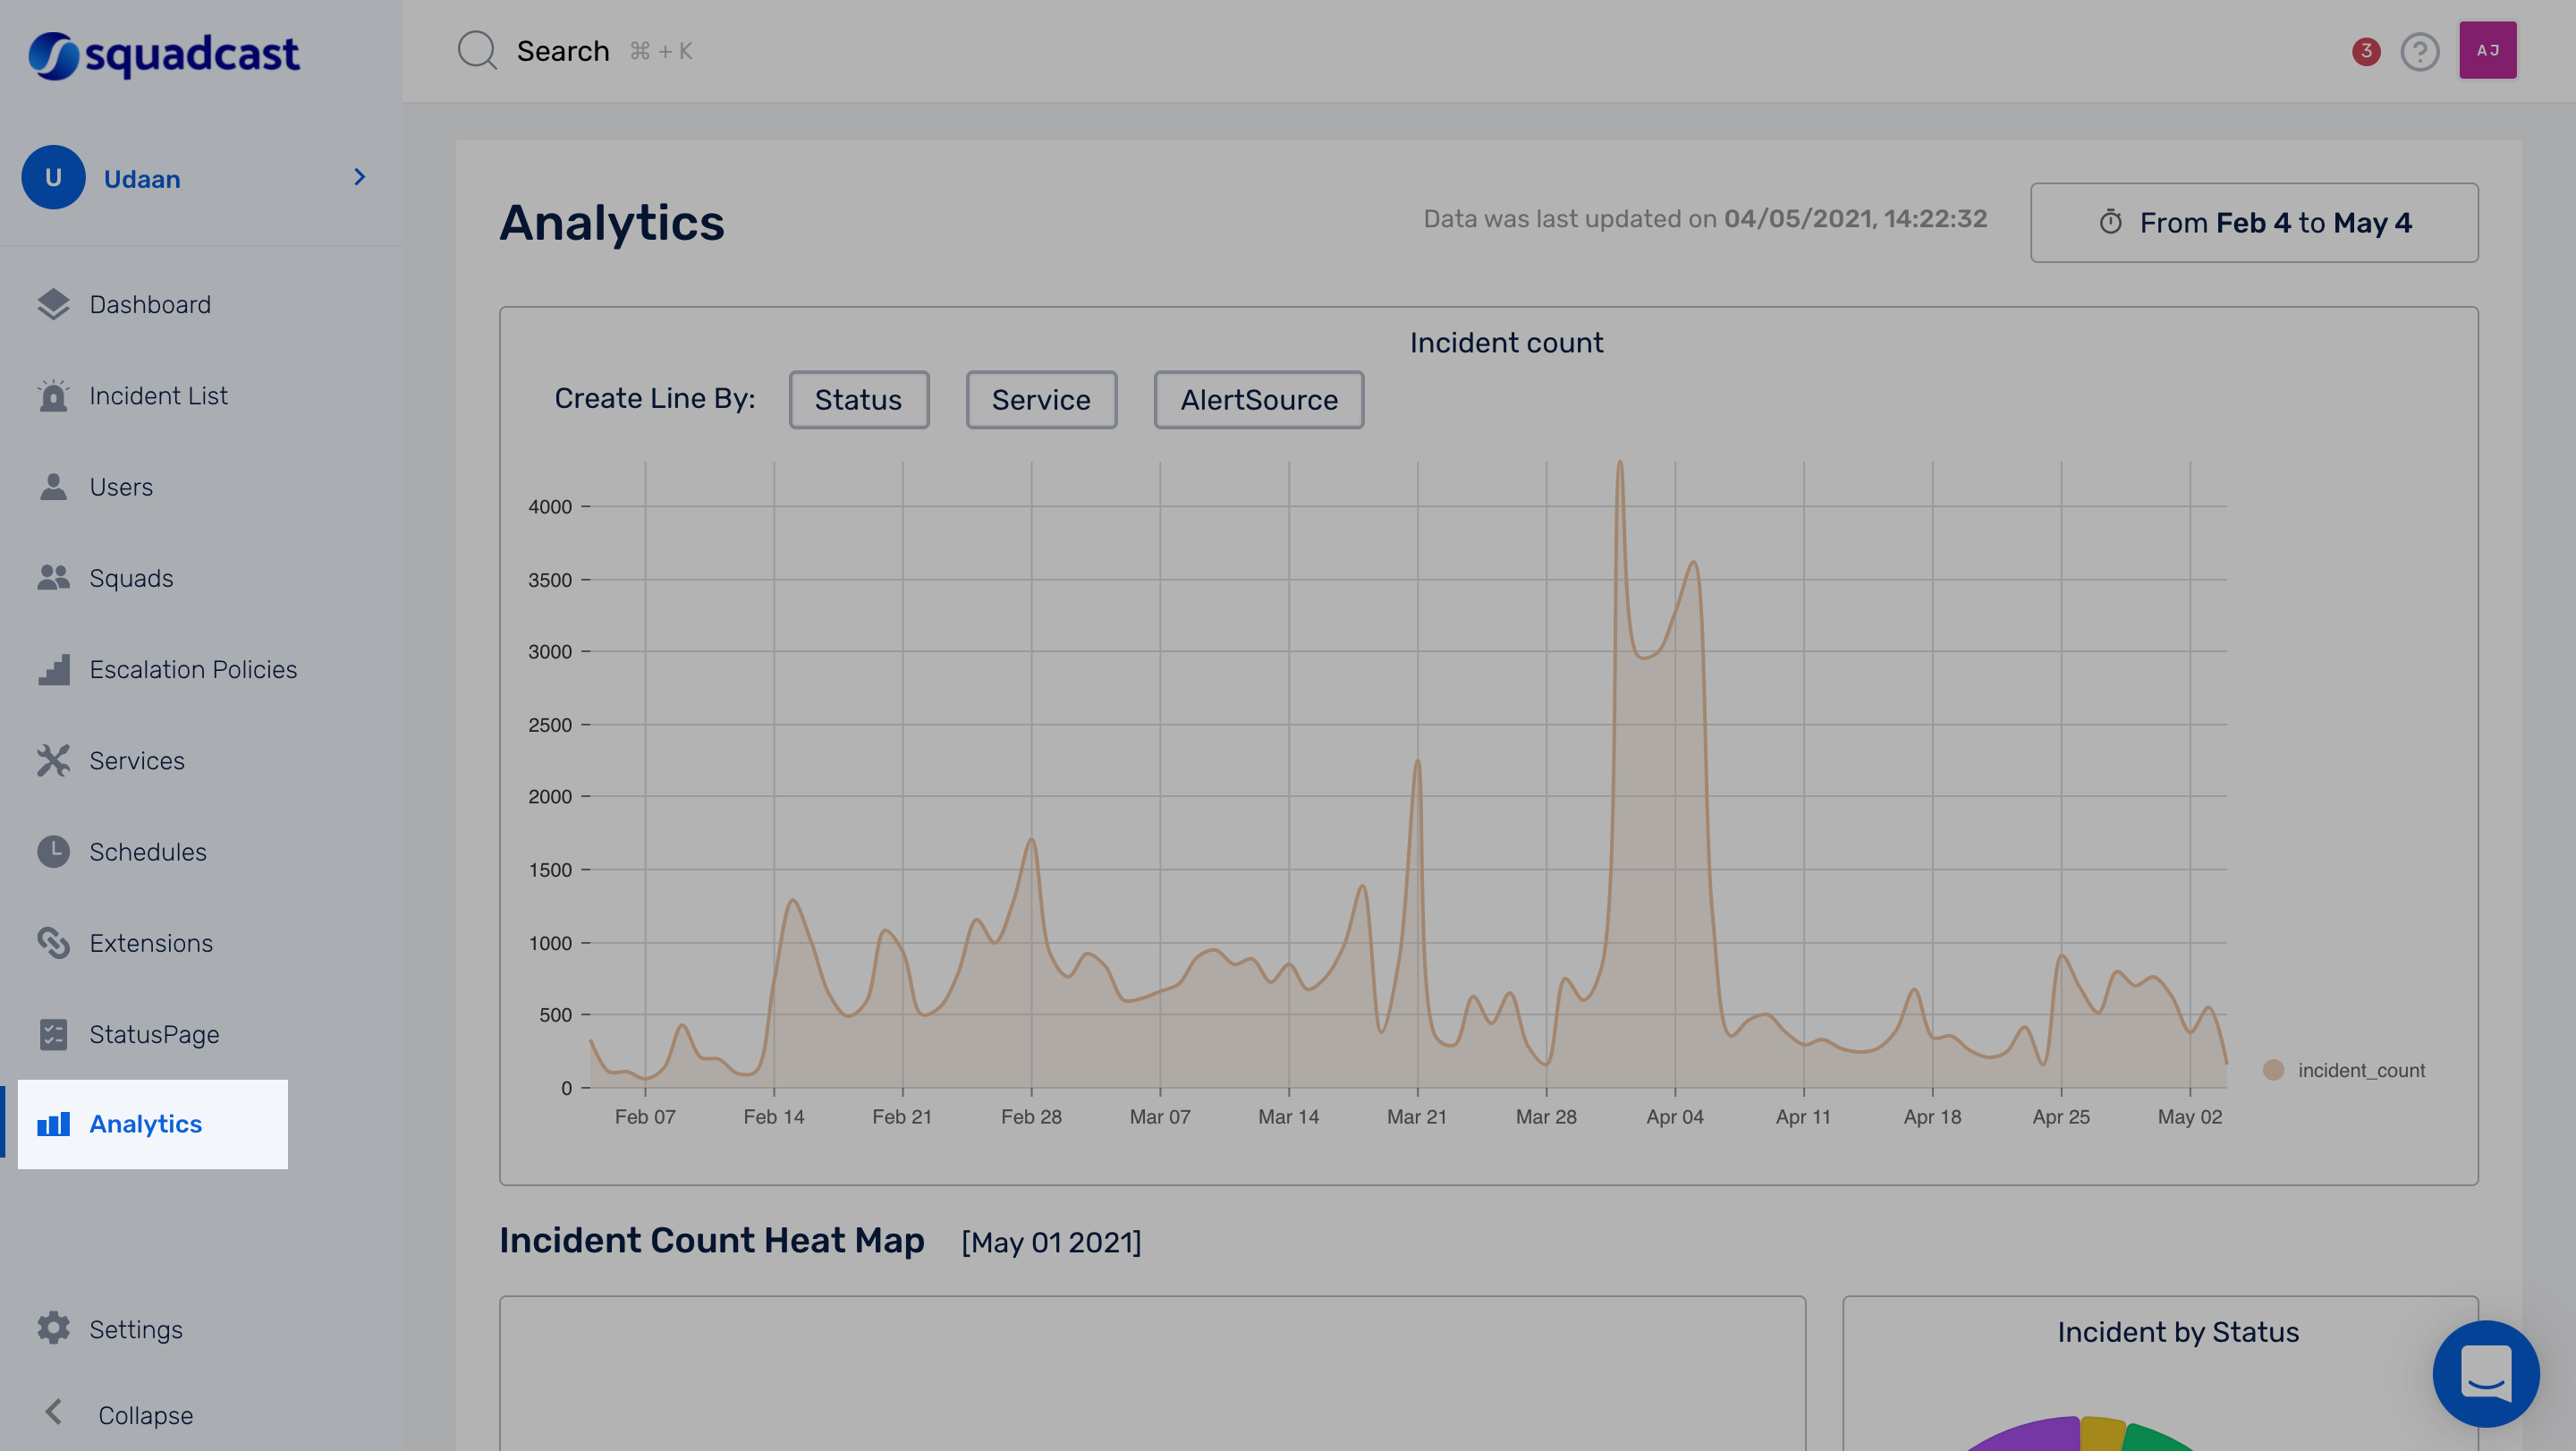 squadcast
Search ⌘ + K
3
?
AJ
U
Udaan
Dashboard
Incident List
Users
Squads
Escalation Policies
Services
Schedules
Extensions
StatusPage
Analytics
Settings
Collapse
Analytics
Data was last updated on 04/05/2021, 14:22:32
From Feb 4 to May 4
Incident count
Create Line By: Status Service AlertSource
4000
3500
3000
2500
2000
1500
1000
500
0
Feb 07 Feb 14 Feb 21 Feb 28 Mar 07 Mar 14 Mar 21 Mar 28 Apr 04 Apr 11 Apr 18 Apr 25 May 02
incident_count
Incident Count Heat Map [May 01 2021]
Incident by Status